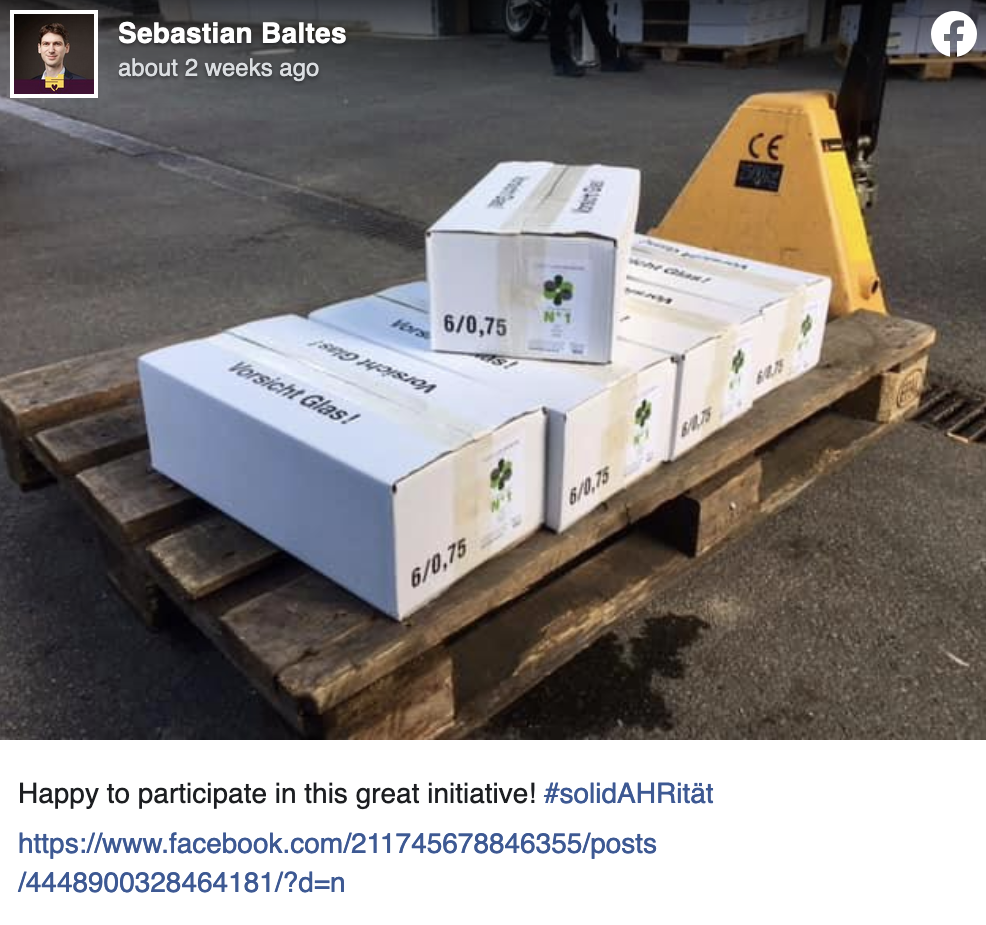 Sebastian Baltes
about 2 weeks ago
CE
Vorsicht Glas!
Vorsicht Glas!
6/0,75
N°1
Vorsicht Glas!
Vorsicht Glas!
6/0,75
N°1
6/0,75
N°1
6/0,75
6/0,75
Happy to participate in this great initiative! #solidAHRität
https://www.facebook.com/211745678846355/posts
/4448900328464181/?d=n